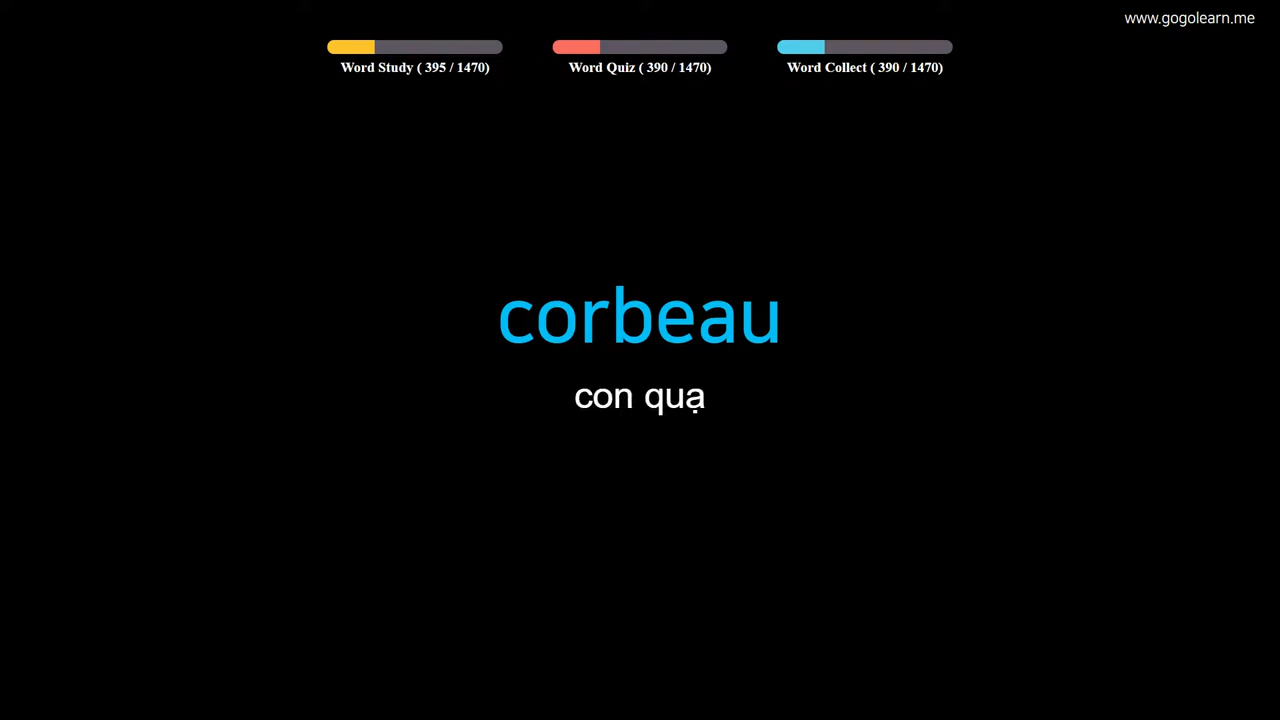 www.gogolearn.me
Word Study ( 395 / 1470)
Word Quiz ( 390 / 1470)
Word Collect ( 390 / 1470)
corbeau
con quạ